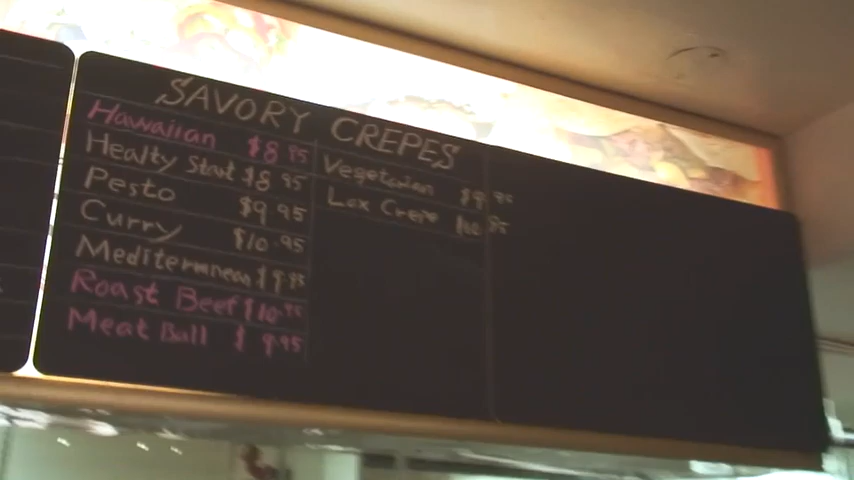 SAVORY CREPES
Hawaiian $8.95
Healty Start $8.95
Pesto $9.95
Curry $10.95
Mediterranean $9.95
Roast Beef $10.95
Meat Ball $9.95
Vegetarian $9.95
Lox Crepe $10.95